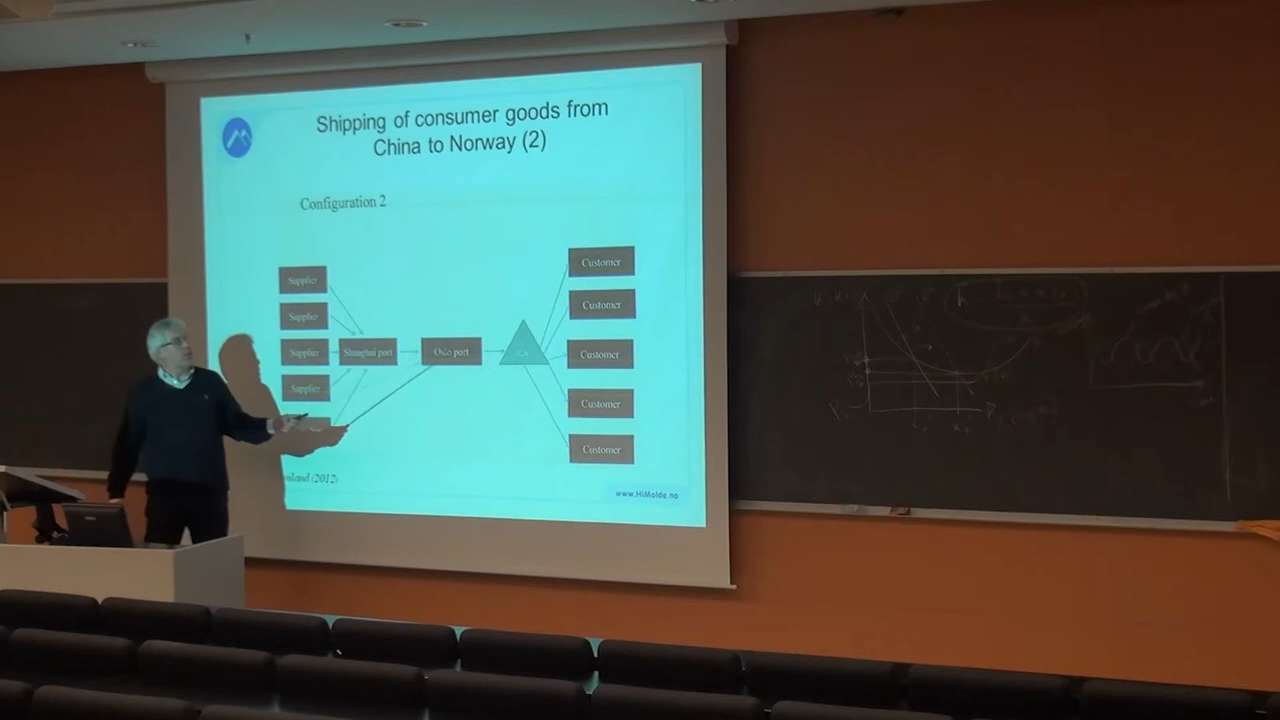 Shipping of consumer goods from
China to Norway (2)
Configuration 2
Supplier
Supplier
Supplier
Supplier
Shanghai port
Oslo port
Customer
Customer
Customer
Customer
Customer
(2012)
www.HiMolde.no